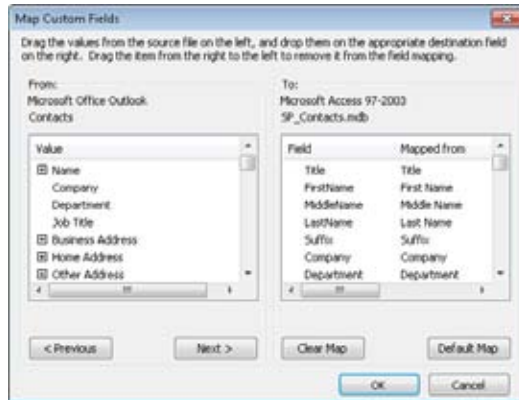 Map Custom Fields
Drag the values from the source file on the left, and drop them on the appropriate destination field
on the right. Drag the item from the right to the left to remove it from the field mapping.
From:
Microsoft Office Outlook
Contacts
Value
Name
Company
Department
Job Title
Business Address
Home Address
Other Address
< Previous
Next >
To:
Microsoft Access 97-2003
SP_Contacts.mdb
Field Mapped from
Title Title
FirstName First Name
MiddleName Middle Name
LastName Last Name
Suffix Suffix
Company Company
Department Department
Clear Map
Default Map
OK
Cancel